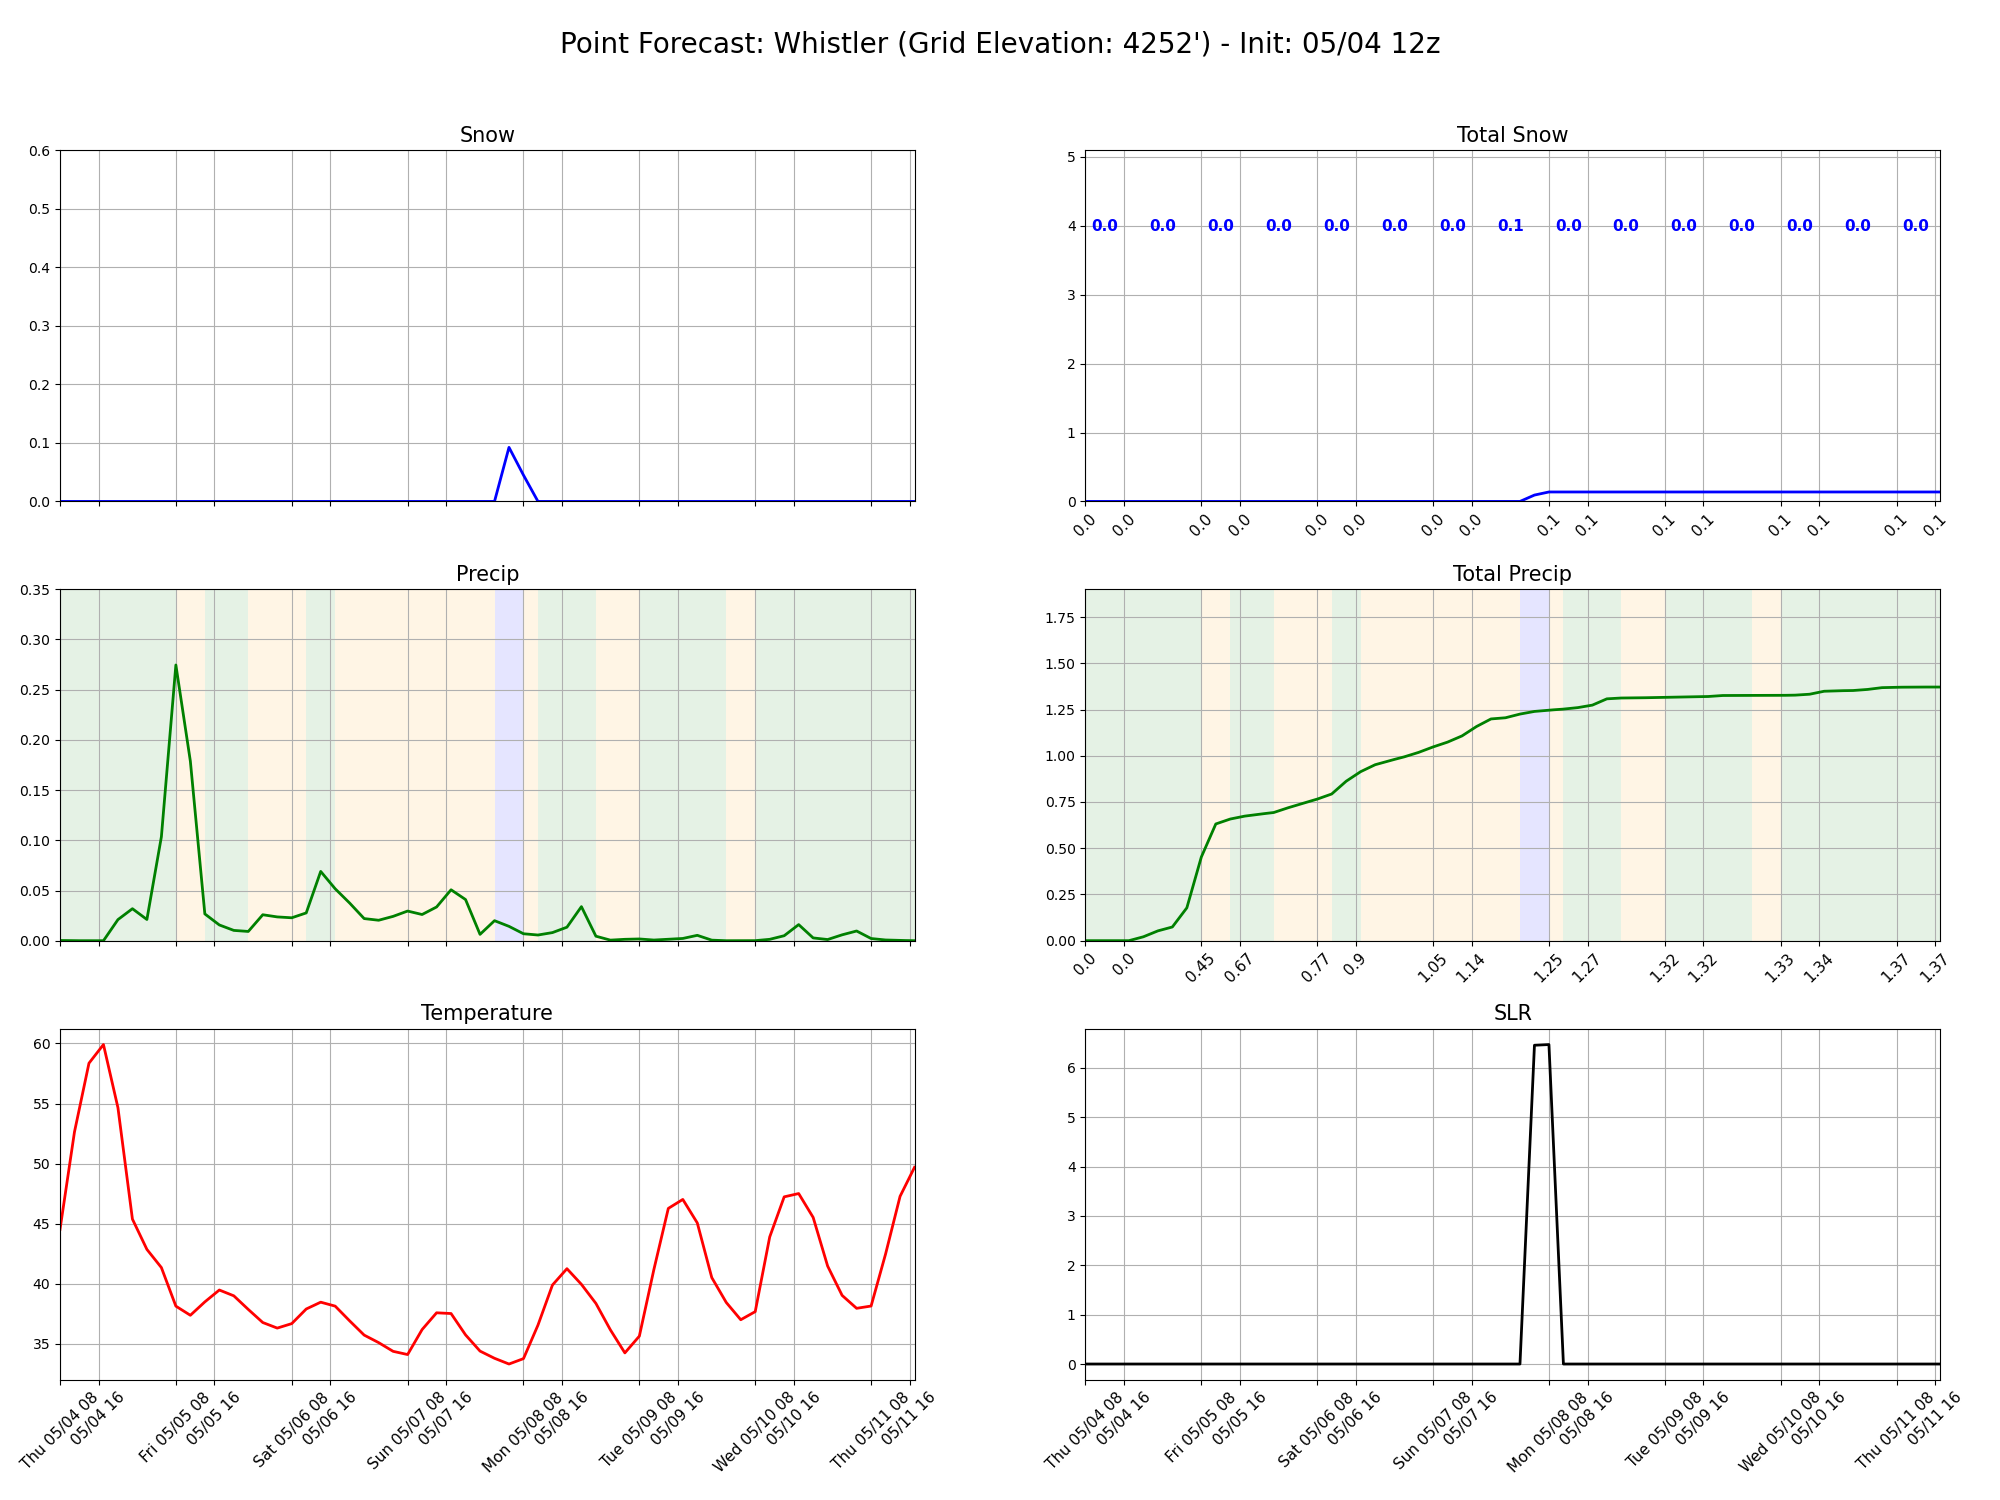 Point Forecast: Whistler (Grid Elevation: 4252') - Init: 05/04 12z
Snow
0.6
0.5
0.4
0.3
0.2
0.1
0.0
Total Snow
5
4
3
2
1
0
0.0 0.0 0.0 0.0 0.0 0.0 0.0 0.1 0.0 0.0 0.0 0.0 0.0 0.0 0.0
0.0 0.0 0.0 0.0 0.0 0.0 0.0 0.0 0.1 0.1 0.1 0.1 0.1 0.1 0.1 0.1
Precip
0.35
0.30
0.25
0.20
0.15
0.10
0.05
0.00
Total Precip
1.75
1.50
1.25
1.00
0.75
0.50
0.25
0.00
0.0 0.0 0.45 0.67 0.77 0.9 1.05 1.14 1.25 1.27 1.32 1.32 1.33 1.34 1.37 1.37
Temperature
60
55
50
45
40
35
Thu 05/04 08
05/04 16
Fri 05/05 08
05/05 16
Sat 05/06 08
05/06 16
Sun 05/07 08
05/07 16
Mon 05/08 08
05/08 16
Tue 05/09 08
05/09 16
Wed 05/10 08
05/10 16
Thu 05/11 08
05/11 16
SLR
6
5
4
3
2
1
0
Thu 05/04 08
05/04 16
Fri 05/05 08
05/05 16
Sat 05/06 08
05/06 16
Sun 05/07 08
05/07 16
Mon 05/08 08
05/08 16
Tue 05/09 08
05/09 16
Wed 05/10 08
05/10 16
Thu 05/11 08
05/11 16